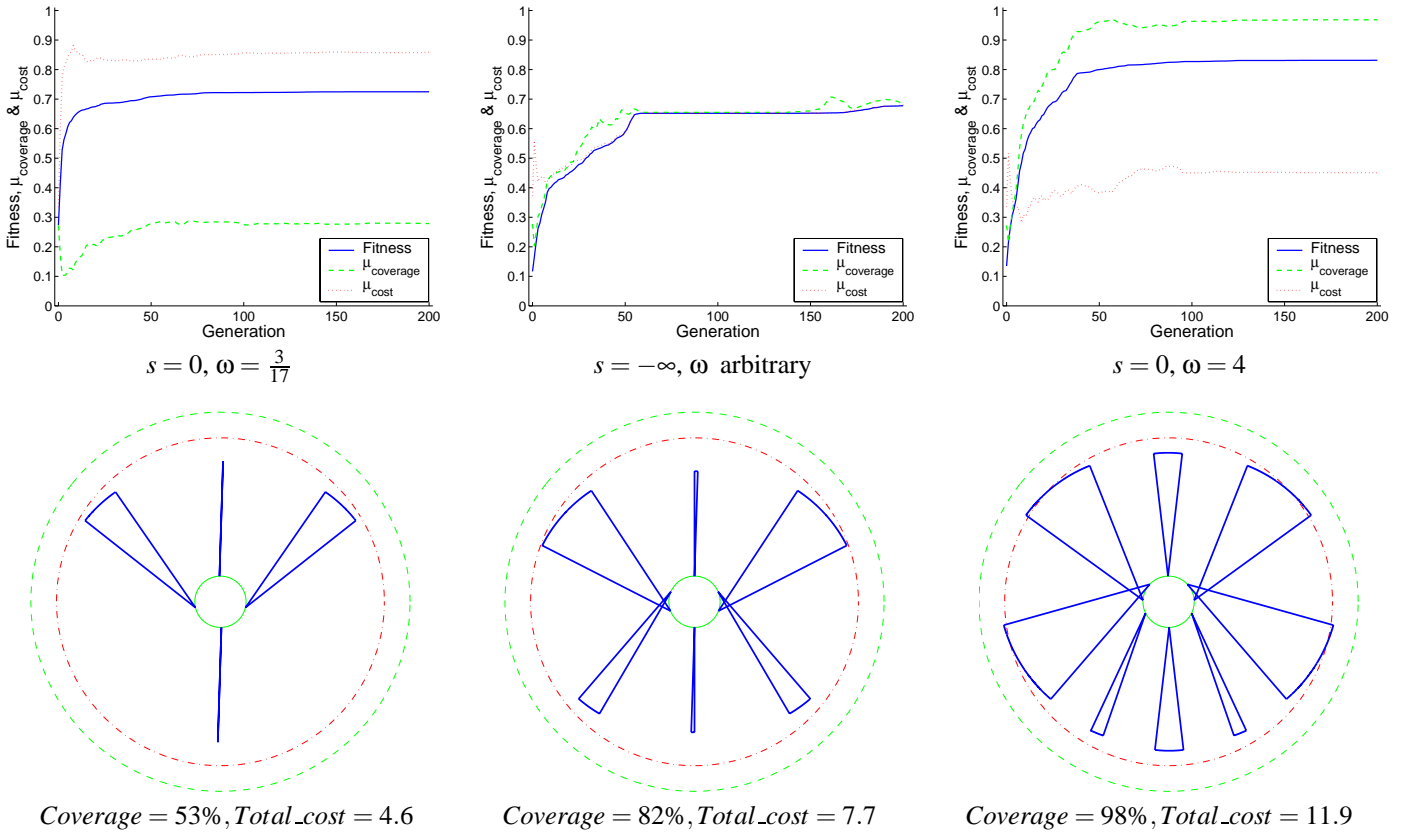 1
0.9
0.8
0.7
0.6
0.5
0.4
0.3
0.2
0.1
0
Fitness, μcoverage & μcost
0 50 100 150 200
Generation
Fitness
μcoverage
μcost
s = 0, ω = 3/17
1
0.9
0.8
0.7
0.6
0.5
0.4
0.3
0.2
0.1
0
Fitness, μcoverage & μcost
0 50 100 150 200
Generation
Fitness
μcoverage
μcost
s = −∞, ω arbitrary
1
0.9
0.8
0.7
0.6
0.5
0.4
0.3
0.2
0.1
0
Fitness, μcoverage & μcost
0 50 100 150 200
Generation
Fitness
μcoverage
μcost
s = 0, ω = 4
Coverage = 53%, Total_cost = 4.6
Coverage = 82%, Total_cost = 7.7
Coverage = 98%, Total_cost = 11.9